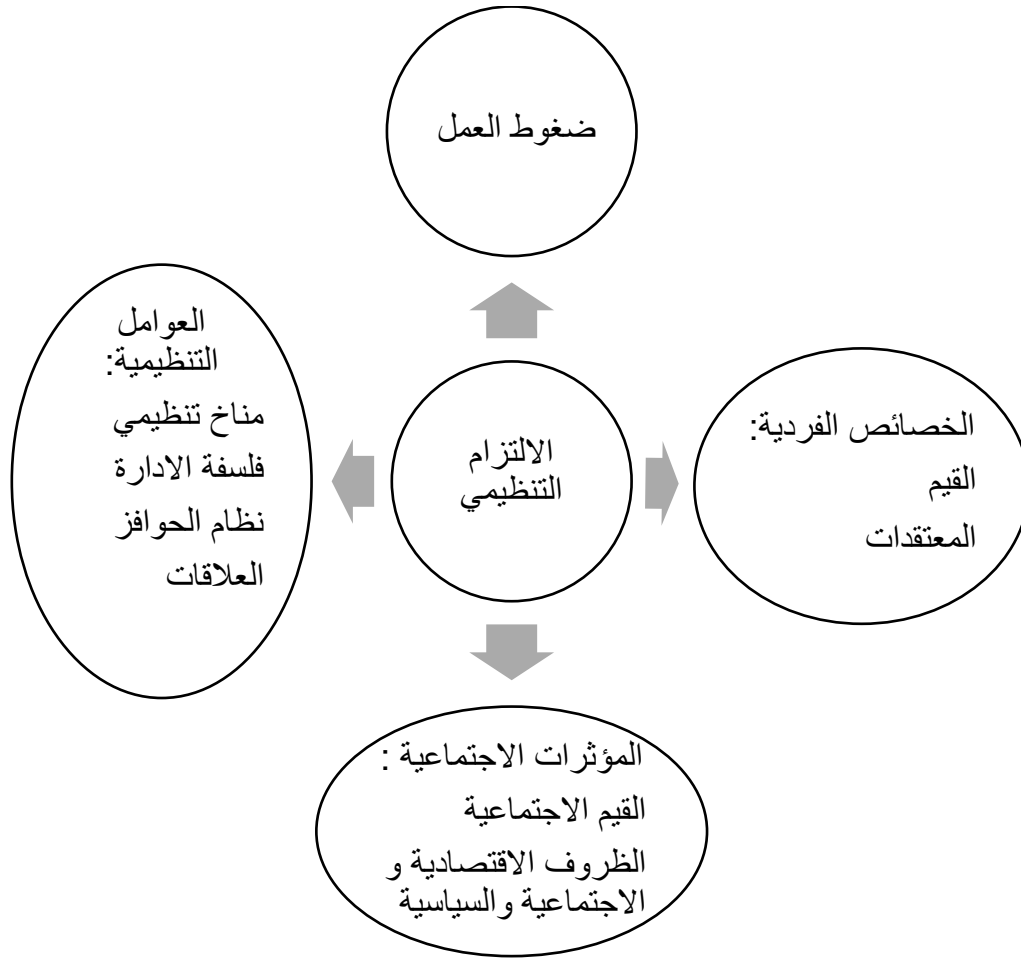 ضغوط العمل
الخصائص الفردية:
القيم
المعتقدات
الالتزام
التنظيمي
العوامل
التنظيمية:
مناخ تنظيمي
فلسفة الادارة
نظام الحوافز
العلاقات
المؤثرات الاجتماعية :
القيم الاجتماعية
الظروف الاقتصادية و
الاجتماعية والسياسية